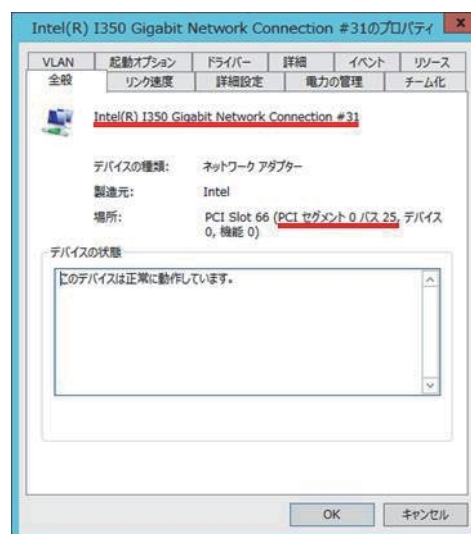 Intel(R) I350 Gigabit Network Connection #31のプロパティ
x
VLAN 起動オプション ドライバー 詳細 イベント リソース
全般 リンク速度 詳細設定 電力の管理 チーム化
Intel(R) I350 Gigabit Network Connection #31
デバイスの種類: ネットワーク アダプター
製造元: Intel
場所: PCI Slot 66 (PCI セグメント 0 バス 25, デバイス
0, 機能 0)
デバイスの状態
このデバイスは正常に動作しています。
OK キャンセル